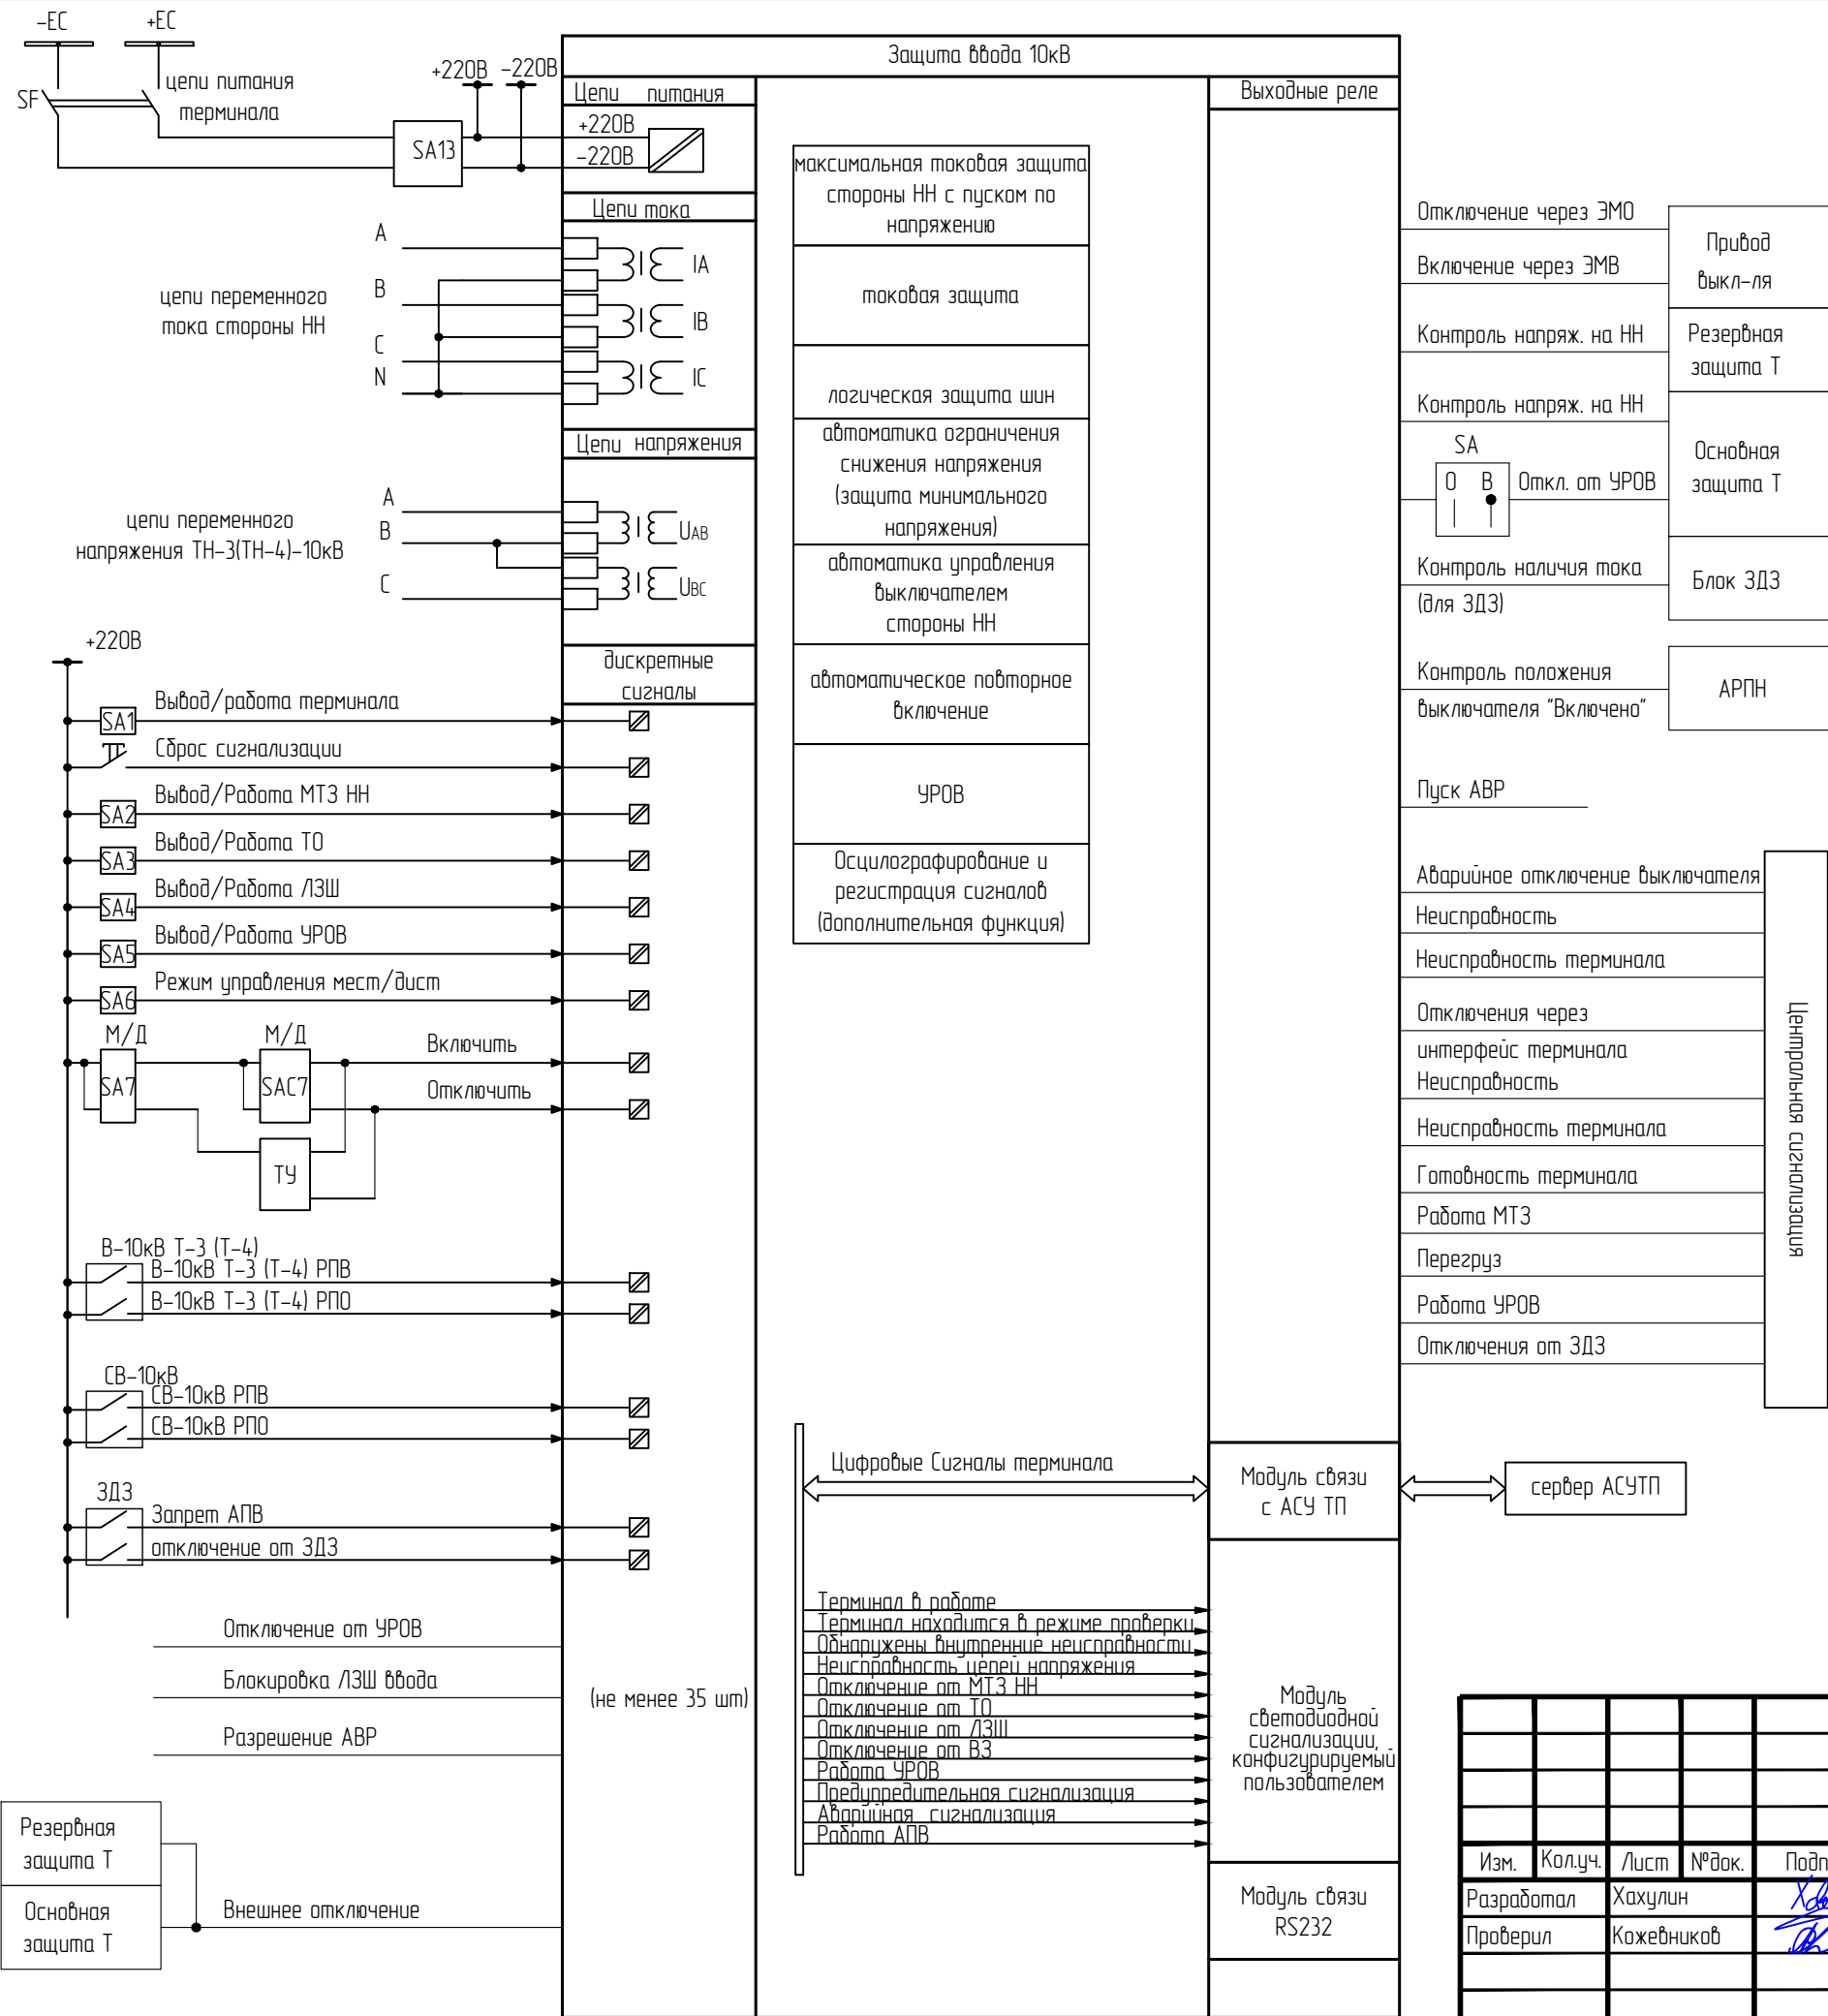 -ЕС
+ЕС
SF
цепи питания
терминала
+220В
-220В
SA13
Защита ввода 10кВ
Цепи питания
+220В
-220В
Выходные реле
Цепи тока
A
B
C
N
цепи переменного
тока стороны НН
IA
IB
IC
Цепи напряжения
A
B
C
цепи переменного
напряжения ТН-3(ТН-4)-10кВ
UAB
UBC
дискретные
сигналы
+220В
SA1
Вывод/работа терминала
Сброс сигнализации
SA2
Вывод/Работа МТЗ НН
SA3
Вывод/Работа ТО
SA4
Вывод/Работа ЛЗШ
SA5
Вывод/Работа УРОВ
SA6
Режим управления мест/дист
М/Д
SA7
М/Д
SAC7
ТУ
Включить
Отключить
В-10кВ Т-3 (Т-4)
В-10кВ Т-3 (Т-4) РПВ
В-10кВ Т-3 (Т-4) РПО
СВ-10кВ
СВ-10кВ РПВ
СВ-10кВ РПО
ЗДЗ
Запрет АПВ
отключение от ЗДЗ
Отключение от УРОВ
Блокировка ЛЗШ ввода
Разрешение АВР
(не менее 35 шт)
Резервная
защита Т
Основная
защита Т
Внешнее отключение
максимальная токовая защита
стороны НН с пуском по
напряжению
токовая защита
логическая защита шин
автоматика ограничения
снижения напряжения
(защита минимального
напряжения)
автоматика управления
выключателем
стороны НН
автоматическое повторное
включение
УРОВ
Осцилографирование и
регистрация сигналов
(дополнительная функция)
Цифровые Сигналы терминала
Терминал в работе
Терминал находится в режиме проверки
Обнаружены внутренние неисправности
Неисправность цепей напряжения
Отключение от МТЗ НН
Отключение от ТО
Отключение от ЛЗШ
Отключение от ВЗ
Работа УРОВ
Предупредительная сигнализация
Аварийная сигнализация
Работа АПВ
Модуль связи
с АСУ ТП
сервер АСУТП
Модуль
светодиодной
сигнализации,
конфигурируемый
пользователем
Модуль связи
RS232
Отключение через ЭМО
Включение через ЭМВ
Привод
выкл-ля
Контроль напряж. на НН
Резервная
защита Т
Контроль напряж. на НН
SA
О В
Откл. от УРОВ
Основная
защита Т
Контроль наличия тока
(для ЗДЗ)
Блок ЗДЗ
Контроль положения
выключателя "Включено"
АРПН
Пуск АВР
Аварийное отключение выключателя
Неисправность
Неисправность терминала
Отключения через
интерфейс терминала
Неисправность
Неисправность терминала
Готовность терминала
Работа МТЗ
Перегруз
Работа УРОВ
Отключения от ЗДЗ
Центральная сигнализация
Изм. Кол.уч. Лист №док. Подп
Разработал Хахулин
Проверил Кожевников